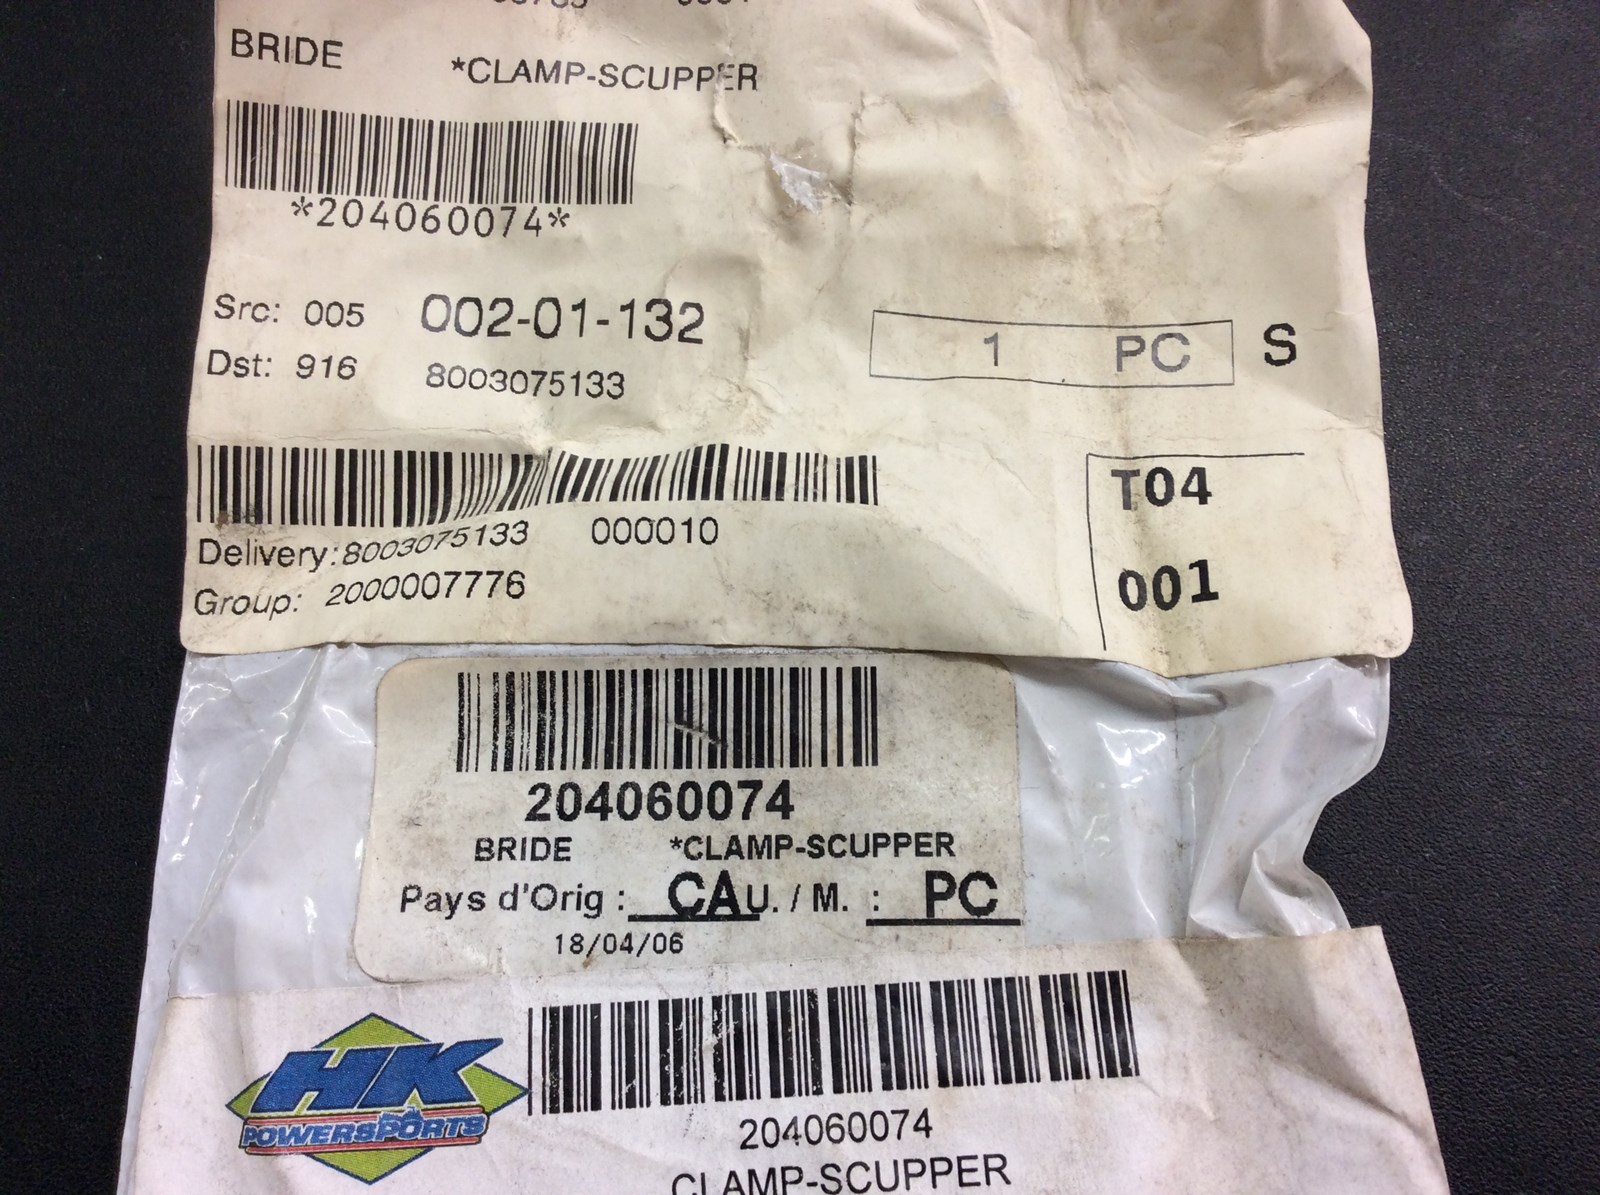 BRIDE *CLAMP-SCUPPER
*204060074*
Src: 005 002-01-132 1 PC S
Dst: 916 8003075133
T04
Delivery: 8003075133 000010
Group: 2000007776
001
204060074
BRIDE *CLAMP-SCUPPER
Pays d'Orig : CA U. / M. : PC
18/04/06
HK
POWERSPORTS
204060074
CLAMP-SCUPPER